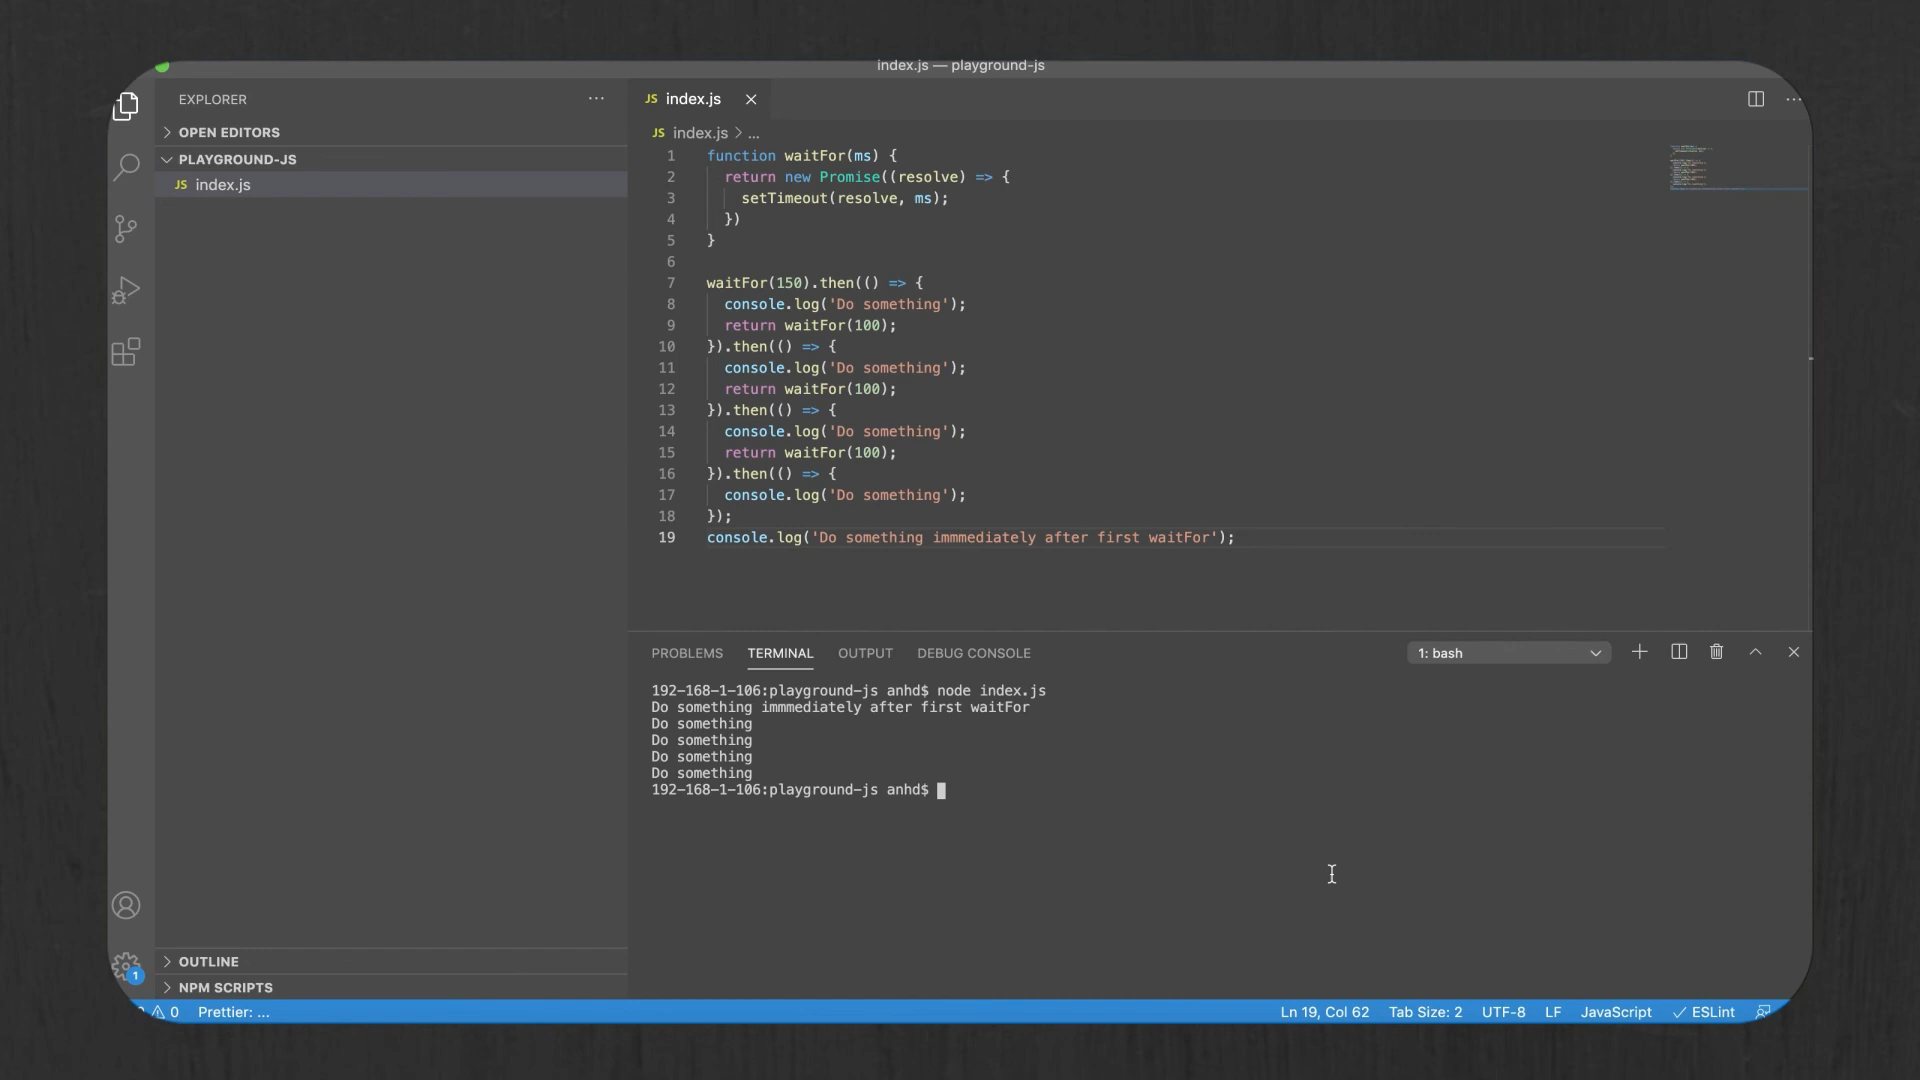 index.js — playground-js
EXPLORER
OPEN EDITORS
PLAYGROUND-JS
JS index.js
JS index.js
JS index.js > ...
1 function waitFor(ms) {
2 return new Promise((resolve) => {
3 setTimeout(resolve, ms);
4 })
5 }
6
7 waitFor(150).then(() => {
8 console.log('Do something');
9 return waitFor(100);
10 }).then(() => {
11 console.log('Do something');
12 return waitFor(100);
13 }).then(() => {
14 console.log('Do something');
15 return waitFor(100);
16 }).then(() => {
17 console.log('Do something');
18 });
19 console.log('Do something immmediately after first waitFor');
PROBLEMS TERMINAL OUTPUT DEBUG CONSOLE 1: bash
192-168-1-106:playground-js anhd$ node index.js
Do something immmediately after first waitFor
Do something
Do something
Do something
Do something
192-168-1-106:playground-js anhd$
OUTLINE
NPM SCRIPTS
1
0 Prettier: ... Ln 19, Col 62 Tab Size: 2 UTF-8 LF JavaScript ESLint